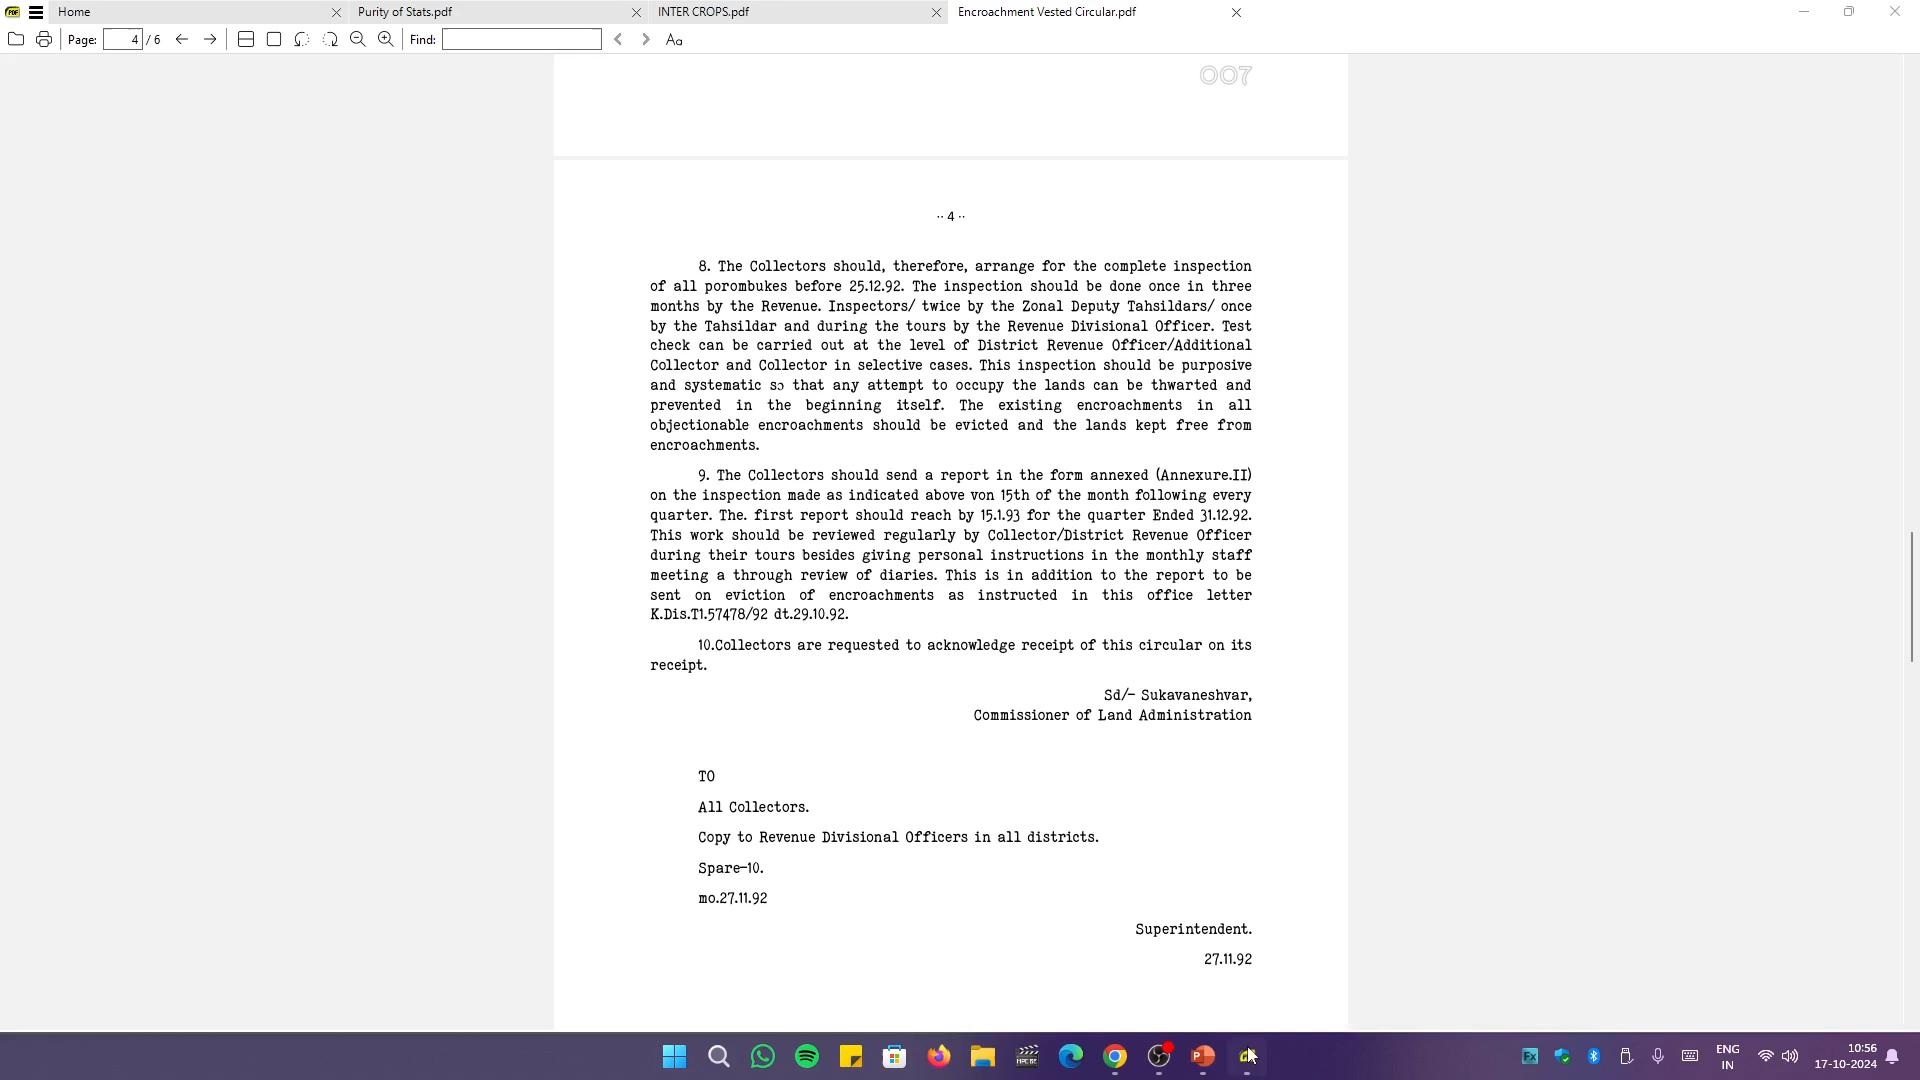 Home
Purity of Stats.pdf
INTER CROPS.pdf
Encroachment Vested Circular.pdf
Page: 4 / 6
Find:
Aa
007
·· 4 ··
8. The Collectors should, therefore, arrange for the complete inspection
of all porombukes before 25.12.92. The inspection should be done once in three
months by the Revenue. Inspectors/ twice by the Zonal Deputy Tahsildars/ once
by the Tahsildar and during the tours by the Revenue Divisional Officer. Test
check can be carried out at the level of District Revenue Officer/Additional
Collector and Collector in selective cases. This inspection should be purposive
and systematic so that any attempt to occupy the lands can be thwarted and
prevented in the beginning itself. The existing encroachments in all
objectionable encroachments should be evicted and the lands kept free from
encroachments.
9. The Collectors should send a report in the form annexed (Annexure.II)
on the inspection made as indicated above von 15th of the month following every
quarter. The. first report should reach by 15.1.93 for the quarter Ended 31.12.92.
This work should be reviewed regularly by Collector/District Revenue Officer
during their tours besides giving personal instructions in the monthly staff
meeting a through review of diaries. This is in addition to the report to be
sent on eviction of encroachments as instructed in this office letter
K.Dis.T1.57478/92 dt.29.10.92.
10.Collectors are requested to acknowledge receipt of this circular on its
receipt.
Sd/- Sukavaneshvar,
Commissioner of Land Administration
TO
All Collectors.
Copy to Revenue Divisional Officers in all districts.
Spare-10.
mo.27.11.92
Superintendent.
27.11.92
ENG
IN
10:56
17-10-2024